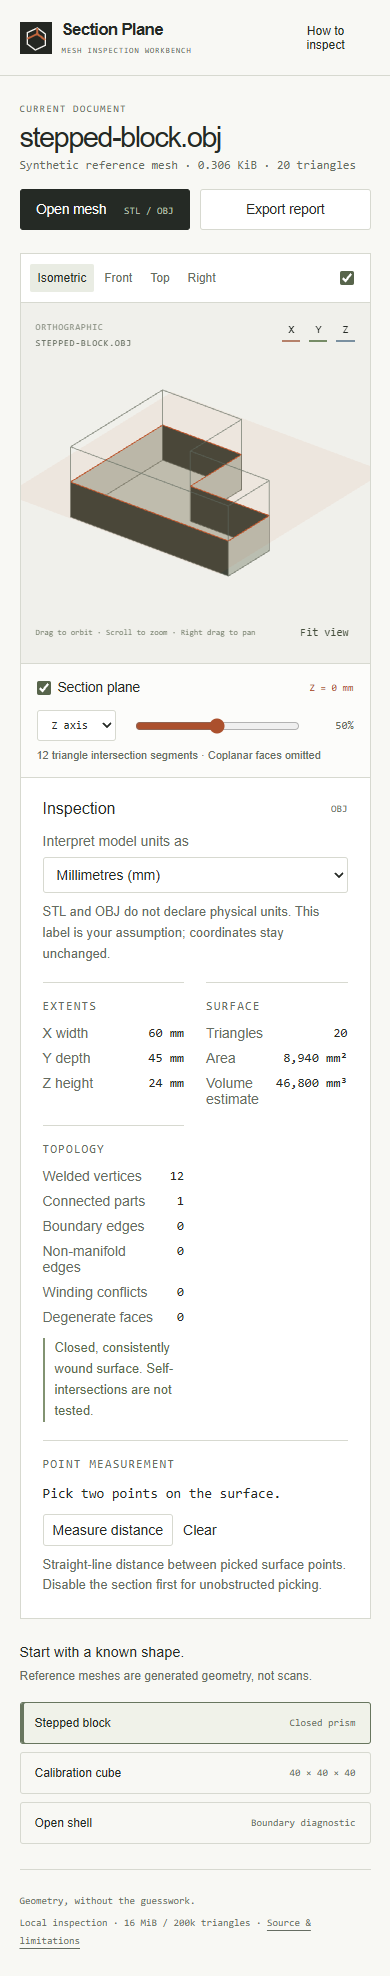 Section Plane
MESH INSPECTION WORKBENCH
How to
inspect
CURRENT DOCUMENT
stepped-block.obj
Synthetic reference mesh · 0.306 KiB · 20 triangles
Open mesh STL / OBJ
Export report
Isometric Front Top Right
ORTHOGRAPHIC
STEPPED-BLOCK.OBJ
X Y Z
Drag to orbit · Scroll to zoom · Right drag to pan
Fit view
Section plane Z = 0 mm
Z axis 50%
12 triangle intersection segments · Coplanar faces omitted
Inspection OBJ
Interpret model units as
Millimetres (mm)
STL and OBJ do not declare physical units. This
label is your assumption; coordinates stay
unchanged.
EXTENTS
X width 60 mm
Y depth 45 mm
Z height 24 mm
SURFACE
Triangles 20
Area 8,940 mm²
Volume 46,800 mm³
estimate
TOPOLOGY
Welded vertices 12
Connected parts 1
Boundary edges 0
Non-manifold 0
edges
Winding conflicts 0
Degenerate faces 0
Closed, consistently
wound surface. Self-
intersections are not
tested.
POINT MEASUREMENT
Pick two points on the surface.
Measure distance Clear
Straight-line distance between picked surface points.
Disable the section first for unobstructed picking.
Start with a known shape.
Reference meshes are generated geometry, not scans.
Stepped block Closed prism
Calibration cube 40 × 40 × 40
Open shell Boundary diagnostic
Geometry, without the guesswork.
Local inspection · 16 MiB / 200k triangles · Source &
limitations